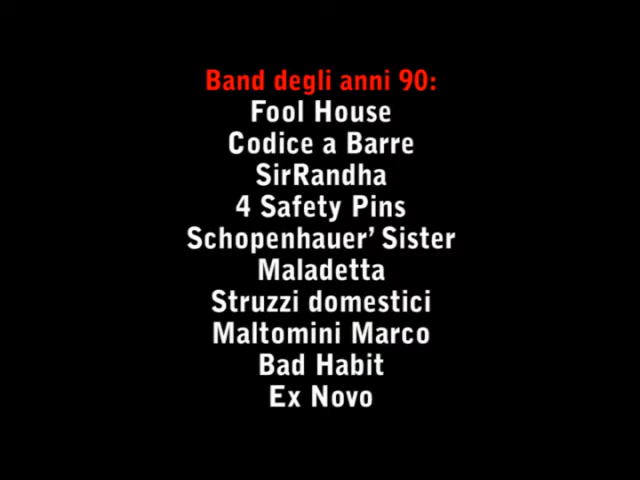 Band degli anni 90:
Fool House
Codice a Barre
SirRandha
4 Safety Pins
Schopenhauer’ Sister
Maladetta
Struzzi domestici
Maltomini Marco
Bad Habit
Ex Novo